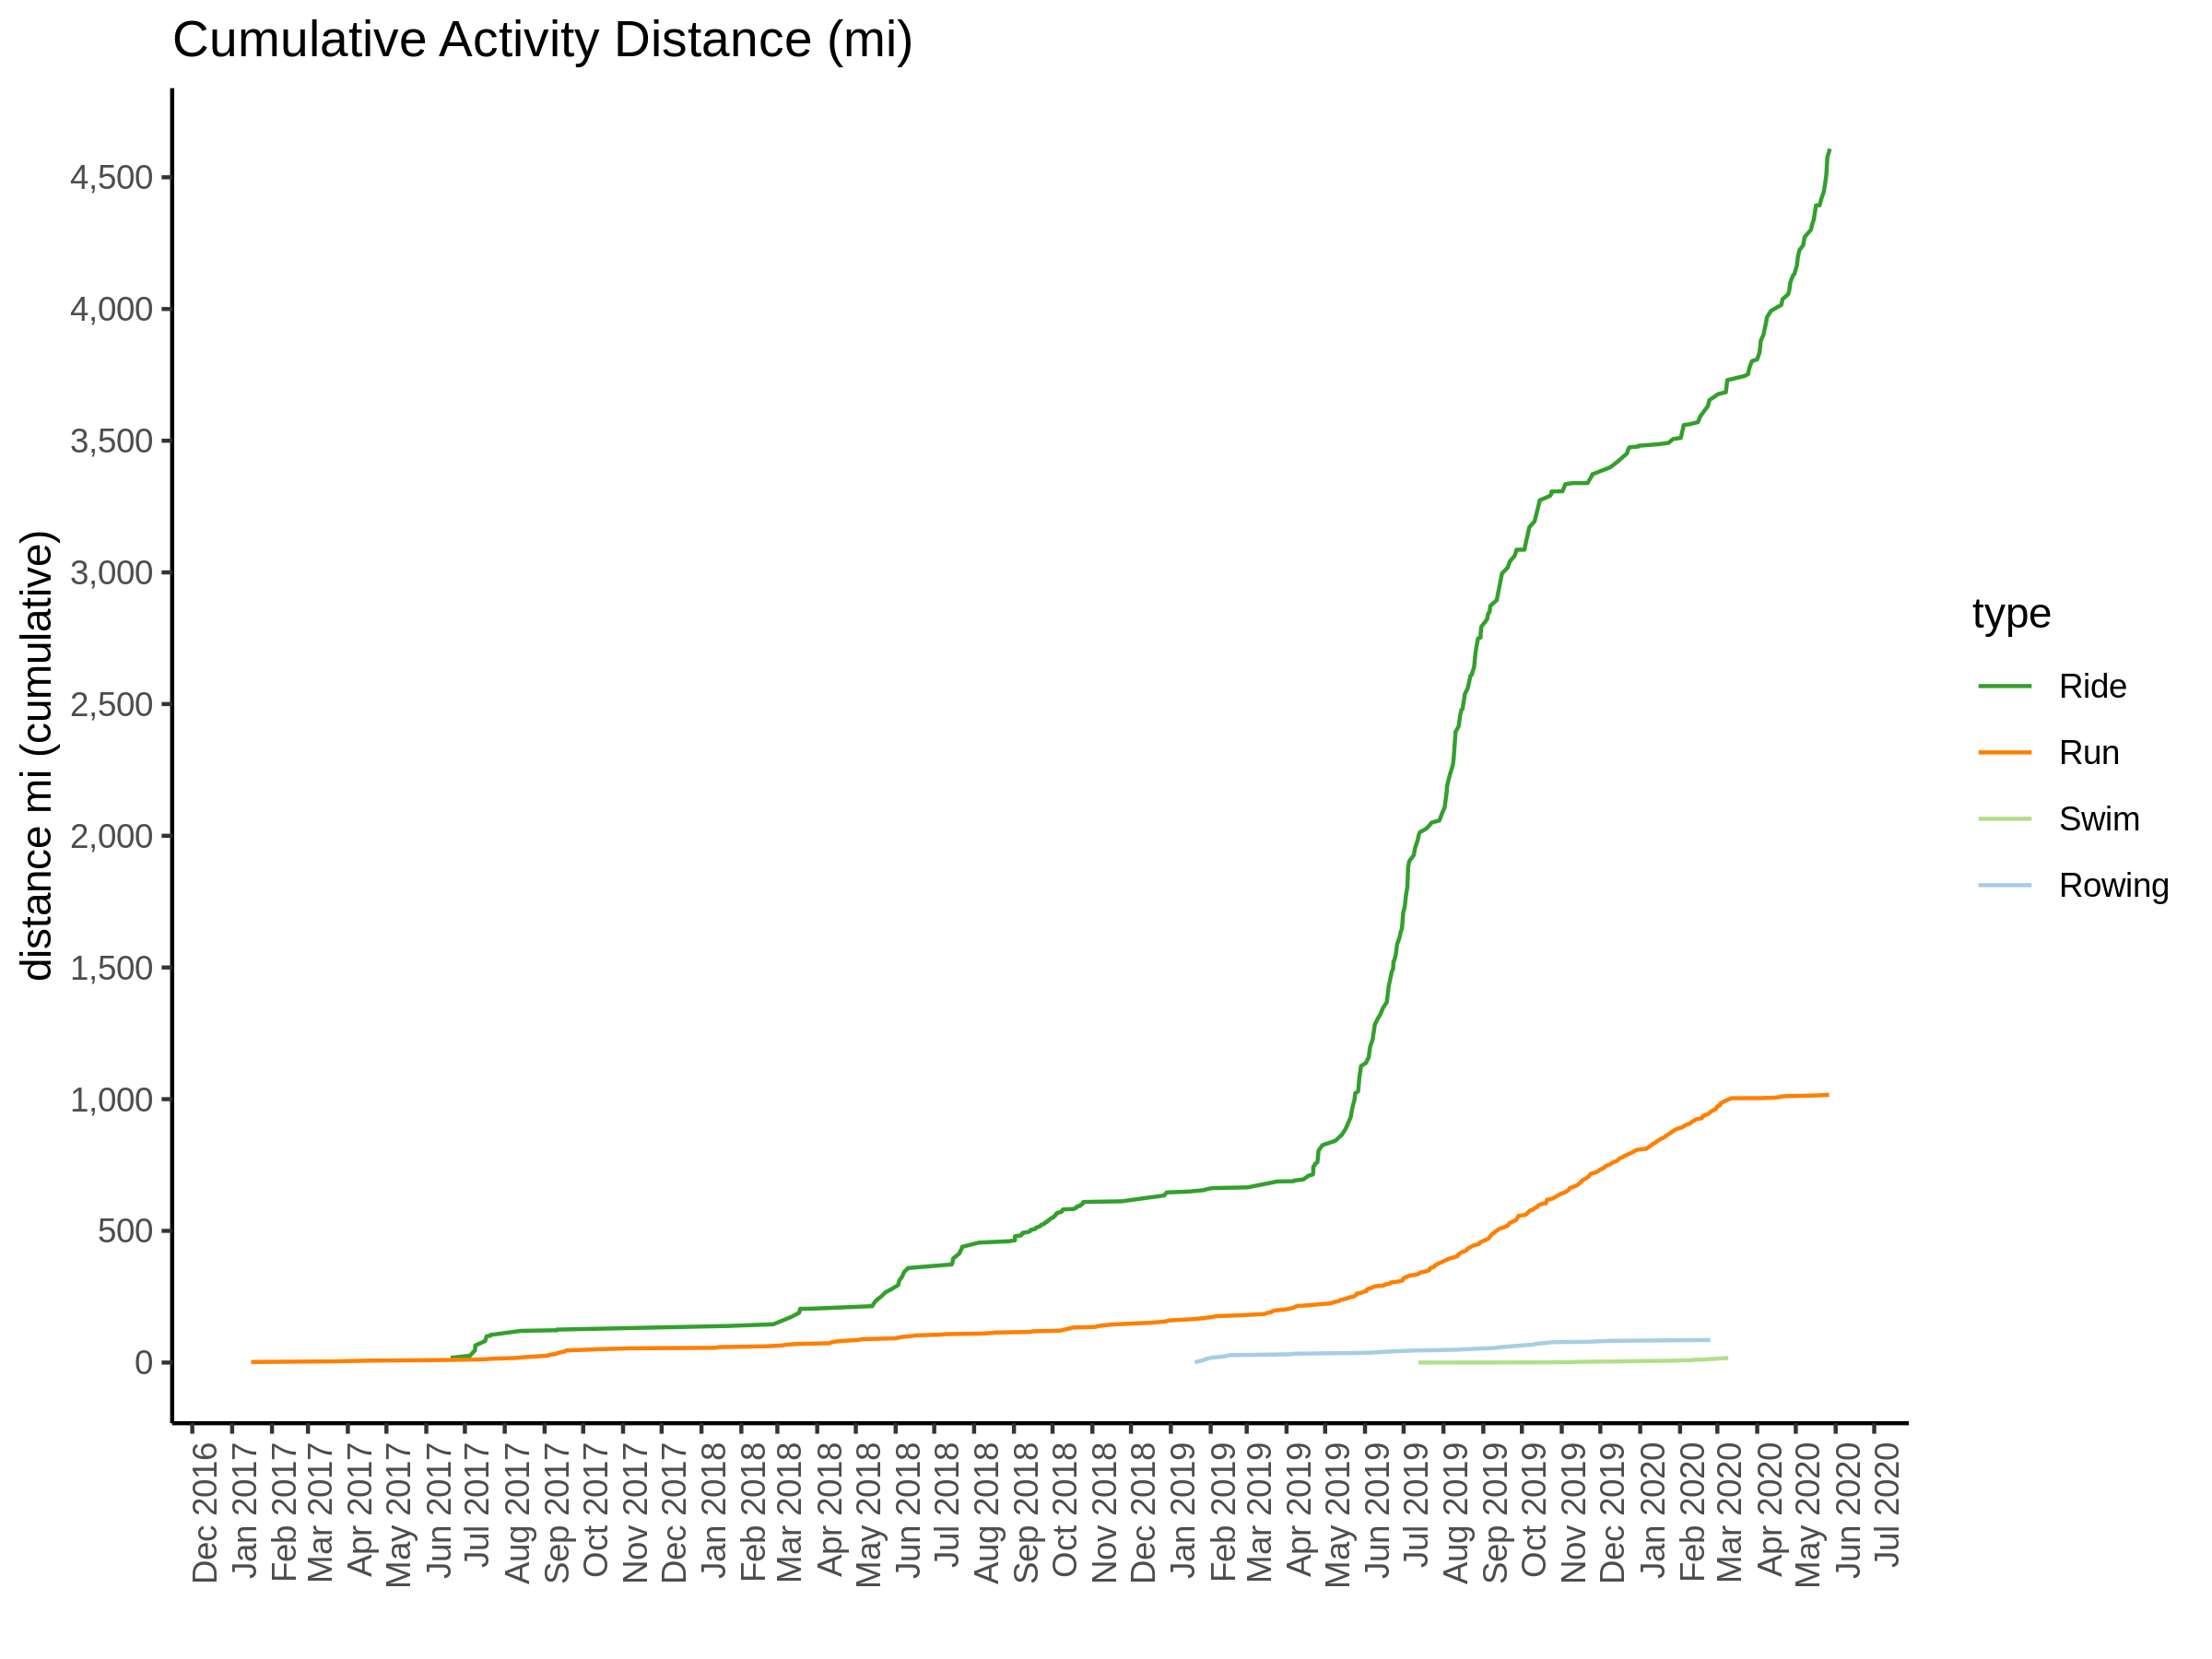 Cumulative Activity Distance (mi)
distance mi (cumulative)
4,500
4,000
3,500
3,000
2,500
2,000
1,500
1,000
500
0
Dec 2016
Jan 2017
Feb 2017
Mar 2017
Apr 2017
May 2017
Jun 2017
Jul 2017
Aug 2017
Sep 2017
Oct 2017
Nov 2017
Dec 2017
Jan 2018
Feb 2018
Mar 2018
Apr 2018
May 2018
Jun 2018
Jul 2018
Aug 2018
Sep 2018
Oct 2018
Nov 2018
Dec 2018
Jan 2019
Feb 2019
Mar 2019
Apr 2019
May 2019
Jun 2019
Jul 2019
Aug 2019
Sep 2019
Oct 2019
Nov 2019
Dec 2019
Jan 2020
Feb 2020
Mar 2020
Apr 2020
May 2020
Jun 2020
Jul 2020
type
Ride
Run
Swim
Rowing